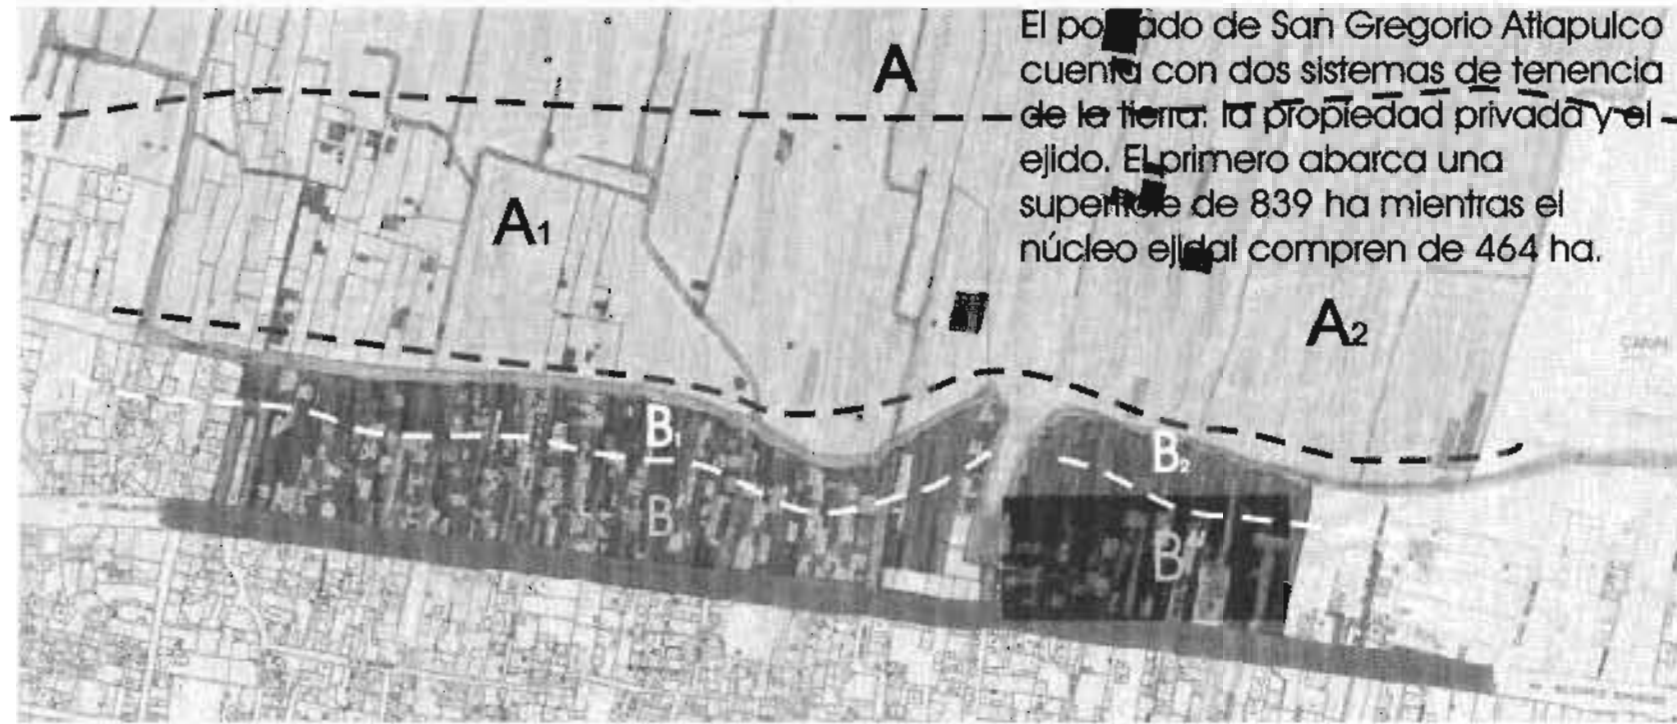 El poblado de San Gregorio Atlapulco
cuenta con dos sistemas de tenencia
de la tierra: la propiedad privada y el
ejido. El primero abarca una
superficie de 839 ha mientras el
núcleo ejidal compren de 464 ha.
A
A1
A2
B1
B2
B
B